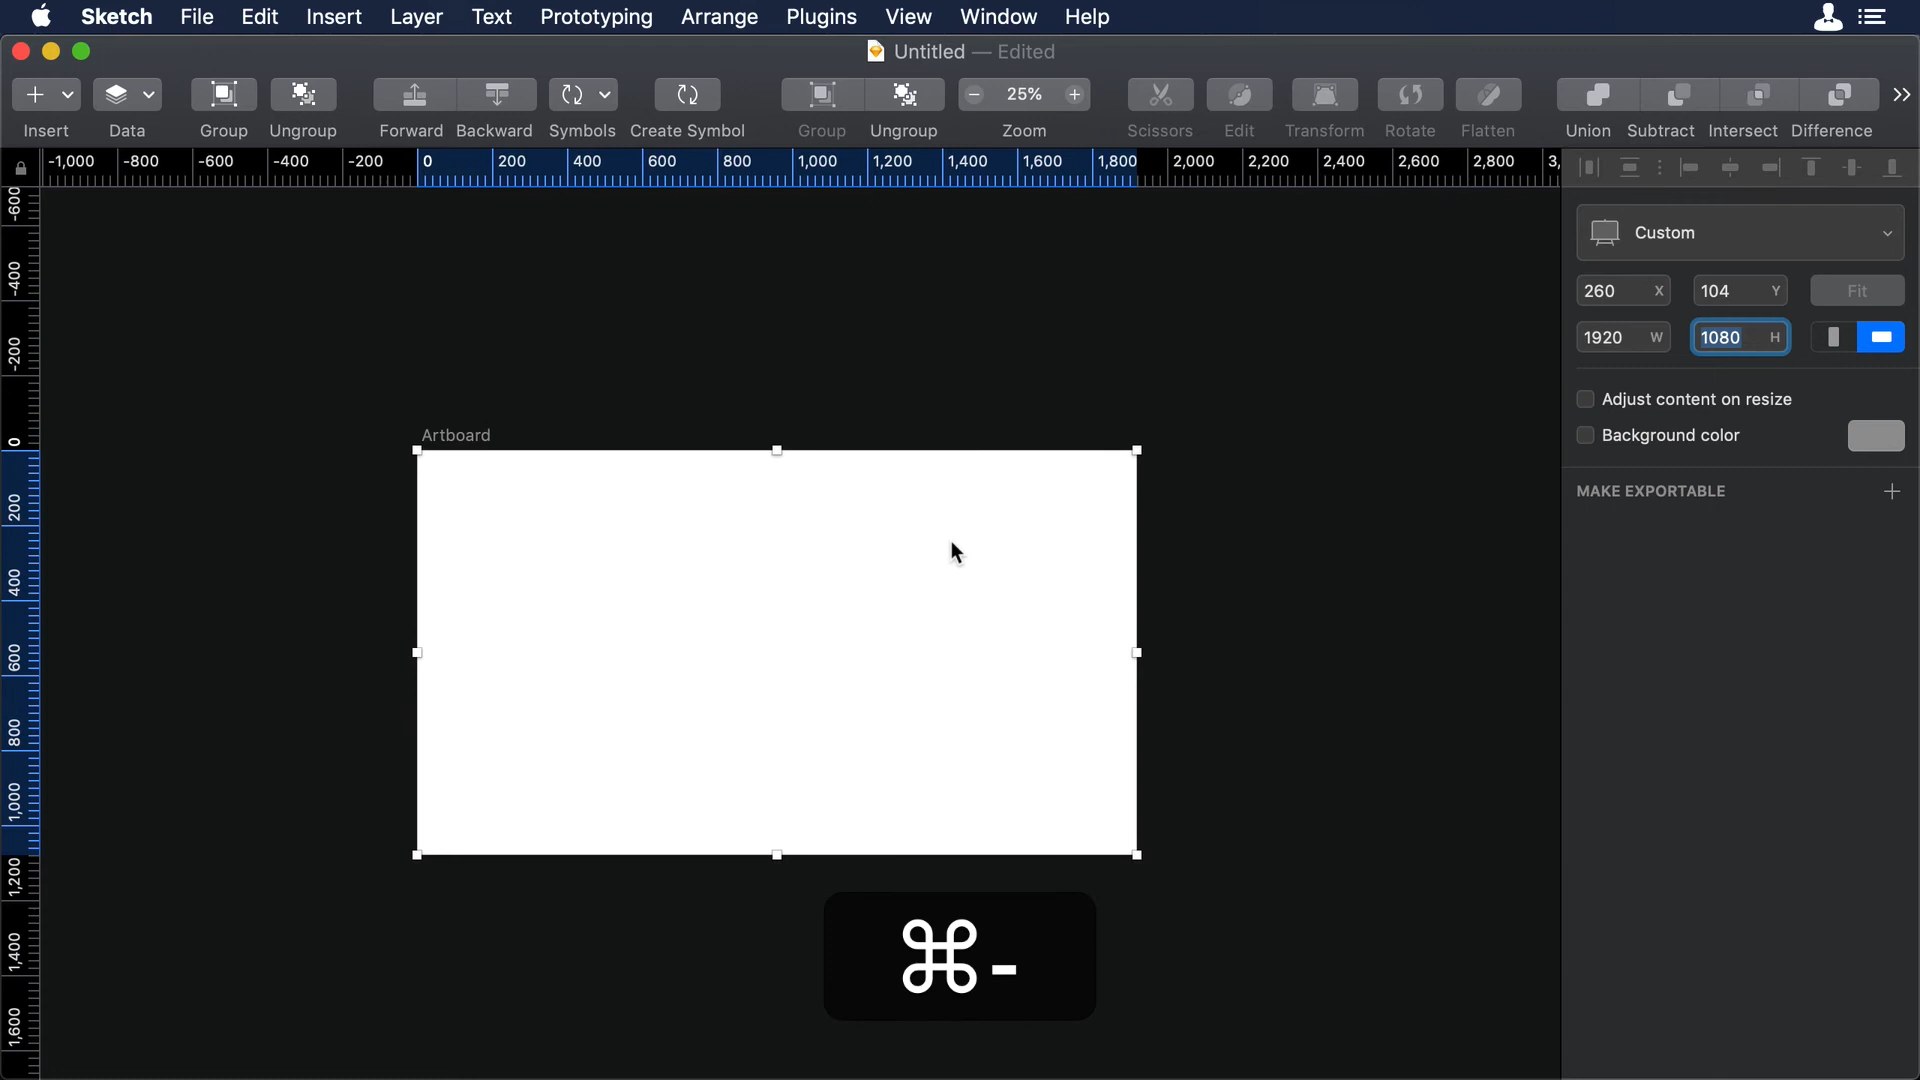 Sketch File Edit Insert Layer Text Prototyping Arrange Plugins View Window Help
Untitled — Edited
25%
Insert Data Group Ungroup Forward Backward Symbols Create Symbol Group Ungroup Zoom Scissors Edit Transform Rotate Flatten Union Subtract Intersect Difference
-1,000 -800 -600 -400 -200 0 200 400 600 800 1,000 1,200 1,400 1,600 1,800 2,000 2,200 2,400 2,600 2,800 3,
-600
-400
-200
0
200
400
600
800
1,000
1,200
1,400
1,600
Custom
260 X 104 Y Fit
1920 W 1080 H
Adjust content on resize
Background color
MAKE EXPORTABLE
Artboard
⌘-